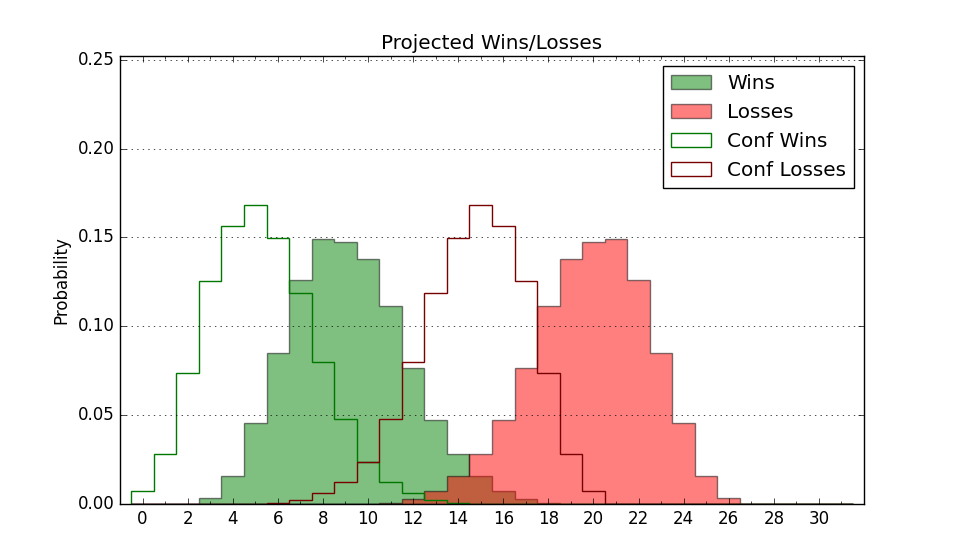 Projected Wins/Losses
0.25
0.20
0.15
0.10
0.05
0.00
Probability
Wins
Losses
Conf Wins
Conf Losses
0 2 4 6 8 10 12 14 16 18 20 22 24 26 28 30